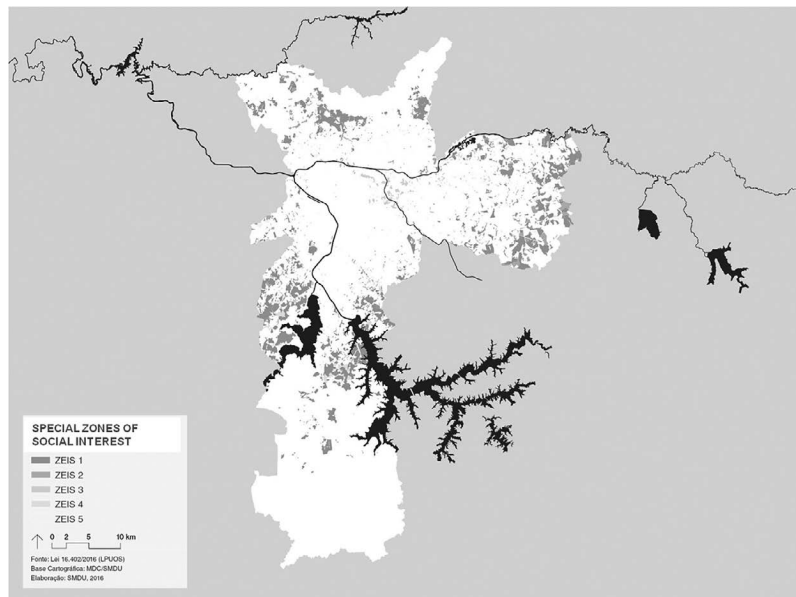 SPECIAL ZONES OF
SOCIAL INTEREST
ZEIS 1
ZEIS 2
ZEIS 3
ZEIS 4
ZEIS 5
0 2 5 10 km
Fonte: Lei 16.402/2016 (LPUOS)
Base Cartográfica: MDC/SMDU
Elaboração: SMDU, 2016